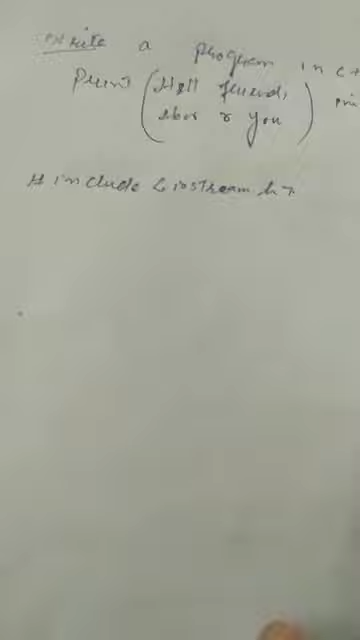 Write a program in c+
Print (Hell friends,
How r you)
# include <iostream.h>